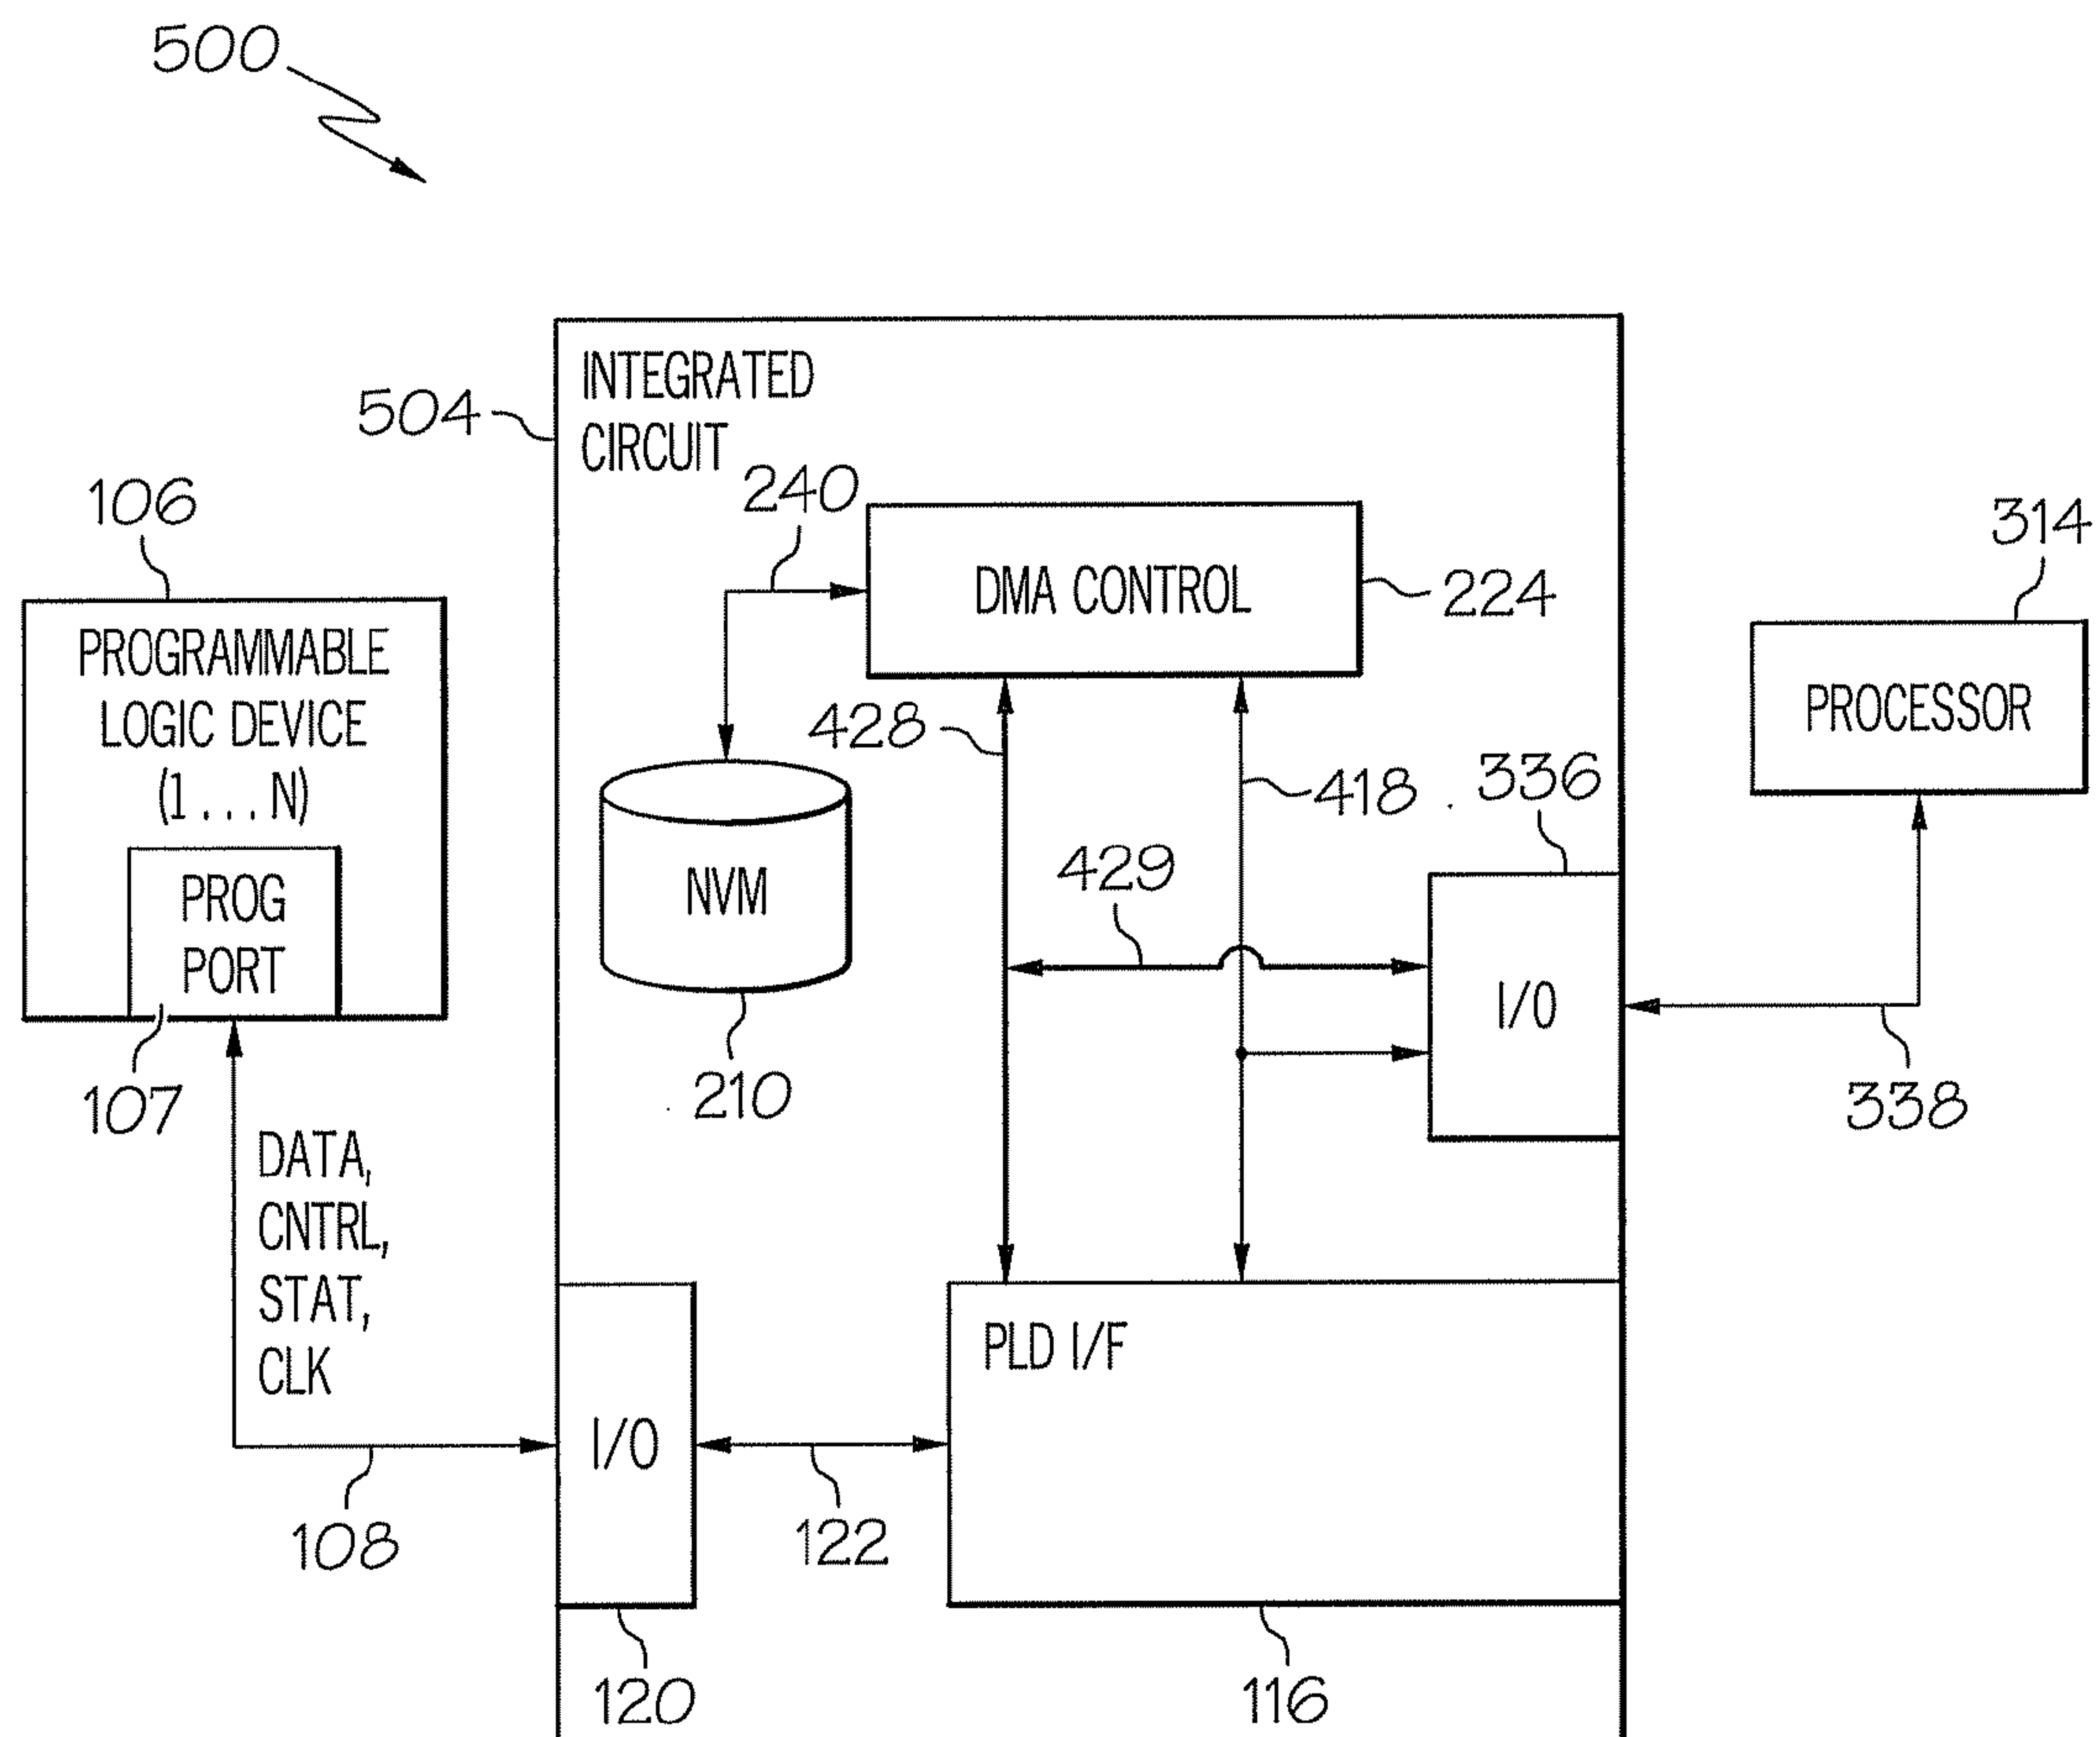 500
INTEGRATED
CIRCUIT
504
240
106
314
DMA CONTROL
224
PROGRAMMABLE
LOGIC DEVICE
(1 . . . N)
PROCESSOR
428
418
336
429
PROG
PORT
NVM
I/O
107
210
338
DATA,
CNTRL,
STAT,
CLK
PLD I/F
I/O
108
122
120
116